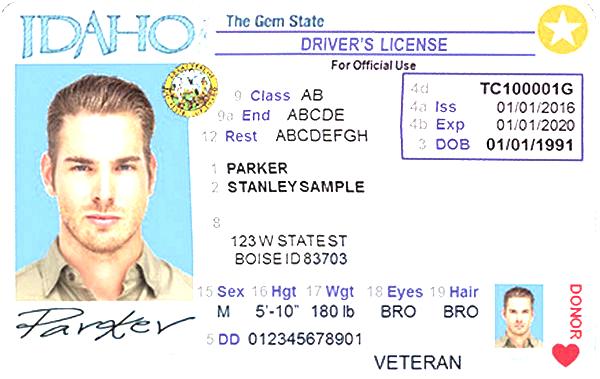 IDAHO
The Gem State
DRIVER'S LICENSE
For Official Use
9 Class AB
9a End ABCDE
12 Rest ABCDEFGH
4d TC100001G
4a Iss 01/01/2016
4b Exp 01/01/2020
3 DOB 01/01/1991
1 PARKER
2 STANLEYSAMPLE
8
123 W STATE ST
BOISE ID 83703
15 Sex 16 Hgt 17 Wgt 18 Eyes 19 Hair
M 5'-10" 180 lb BRO BRO
5 DD 012345678901
VETERAN
DONOR
Parker